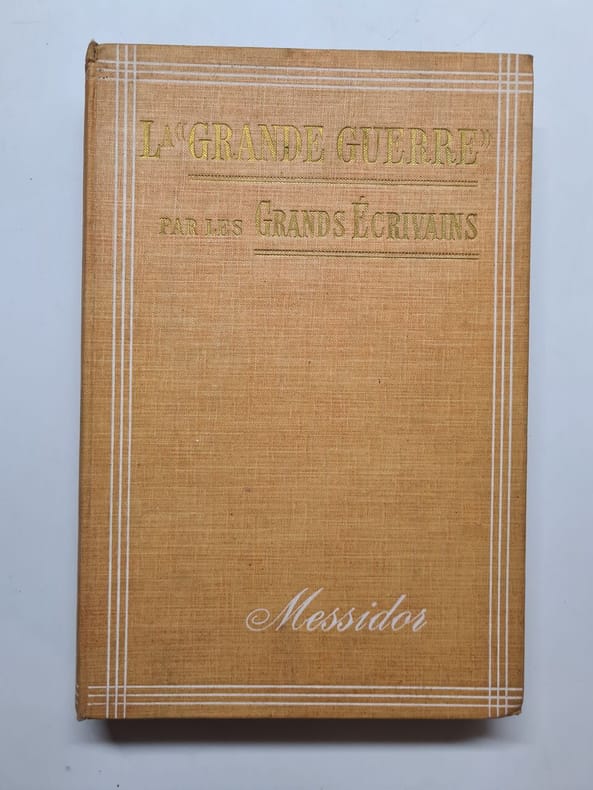 LA “GRANDE GUERRE”
PAR LES GRANDS ÉCRIVAINS
Messidor